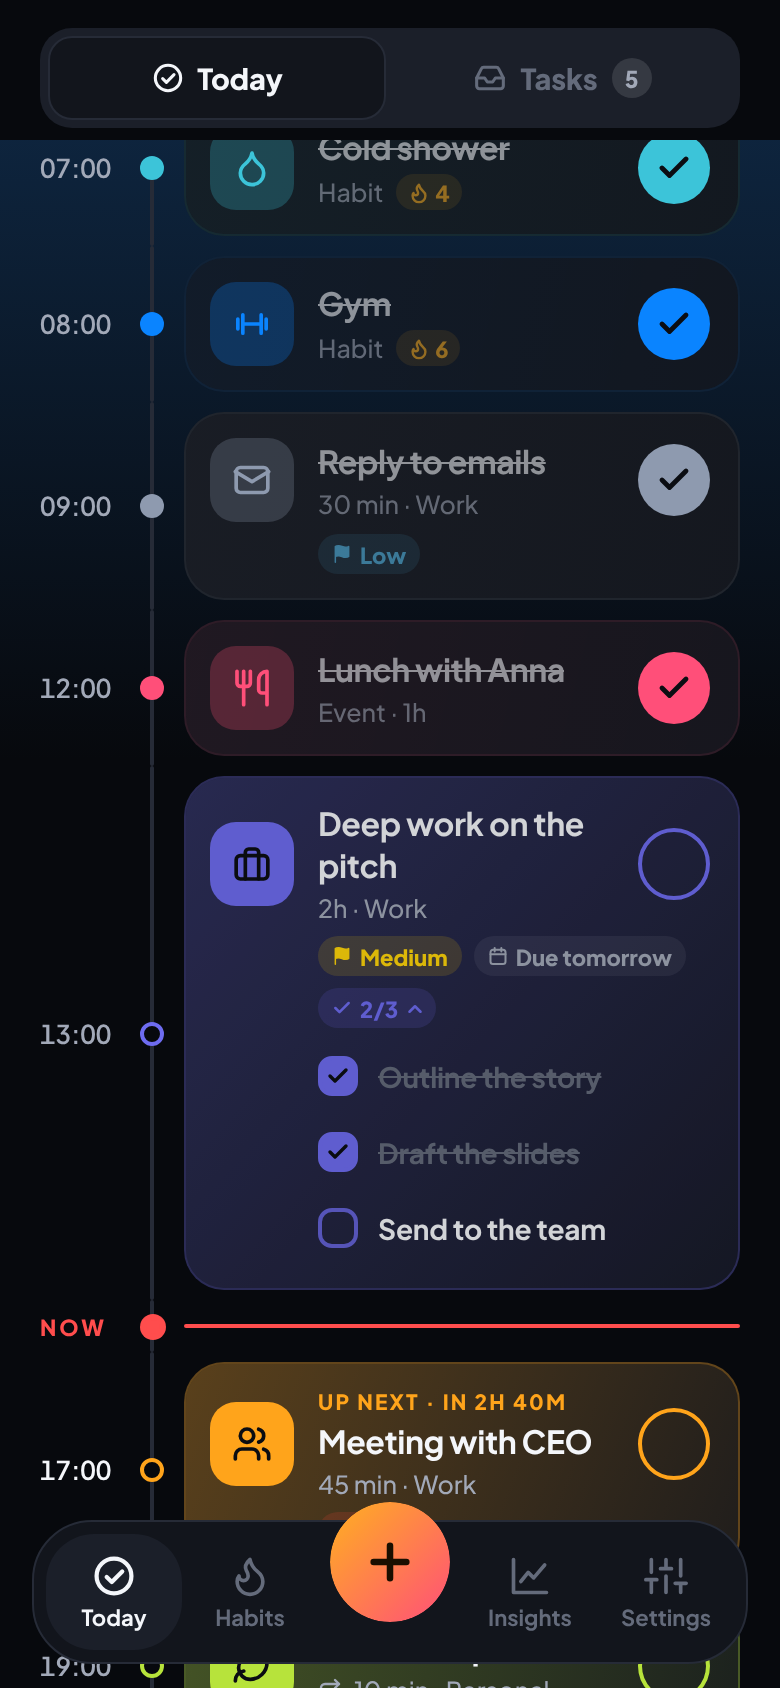 Today
Tasks 5
07:00
Cold shower
Habit 4
08:00
Gym
Habit 6
09:00
Reply to emails
30 min · Work
Low
12:00
Lunch with Anna
Event · 1h
13:00
Deep work on the
pitch
2h · Work
Medium
Due tomorrow
2/3
Outline the story
Draft the slides
Send to the team
NOW
UP NEXT · IN 2H 40M
17:00
Meeting with CEO
45 min · Work
Today
Habits
Insights
Settings
19:00
10 min · Personal